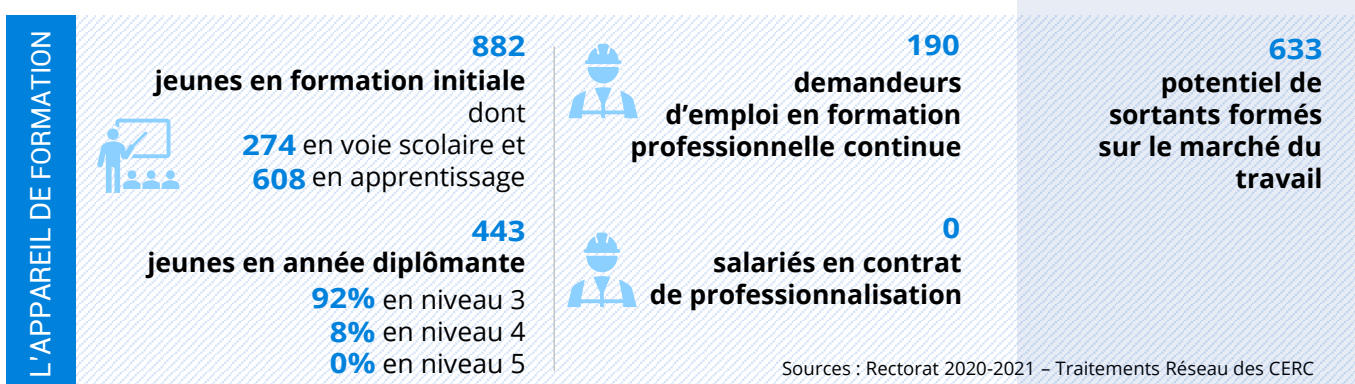 L'APPAREIL DE FORMATION
882
jeunes en formation initiale
dont
274 en voie scolaire et
608 en apprentissage
443
jeunes en année diplômante
92% en niveau 3
8% en niveau 4
0% en niveau 5
190
demandeurs
d'emploi en formation
professionnelle continue
0
salariés en contrat
de professionnalisation
633
potentiel de
sortants formés
sur le marché du
travail
Sources : Rectorat 2020-2021 – Traitements Réseau des CERC